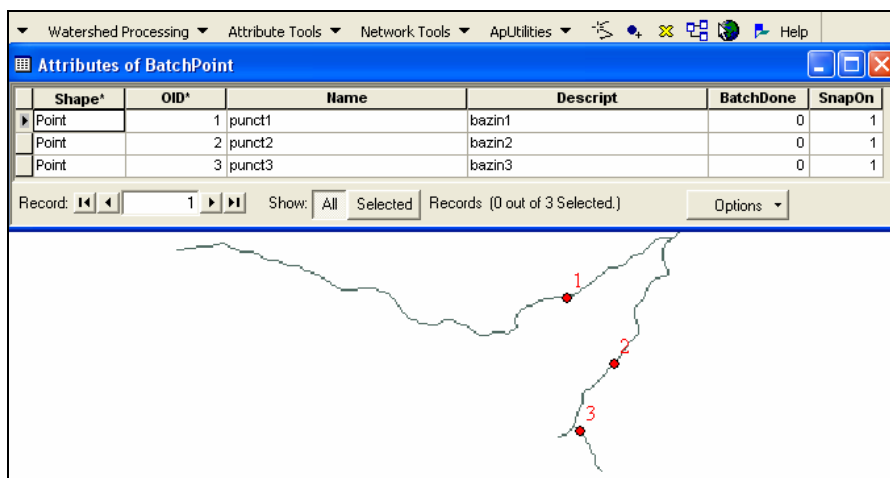 Watershed Processing Attribute Tools Network Tools ApUtilities Help
Attributes of BatchPoint
Shape* OID* Name Descript BatchDone SnapOn
Point 1 punct1 bazin1 0 1
Point 2 punct2 bazin2 0 1
Point 3 punct3 bazin3 0 1
Record: 1 Show: All Selected Records (0 out of 3 Selected.) Options
1
2
3